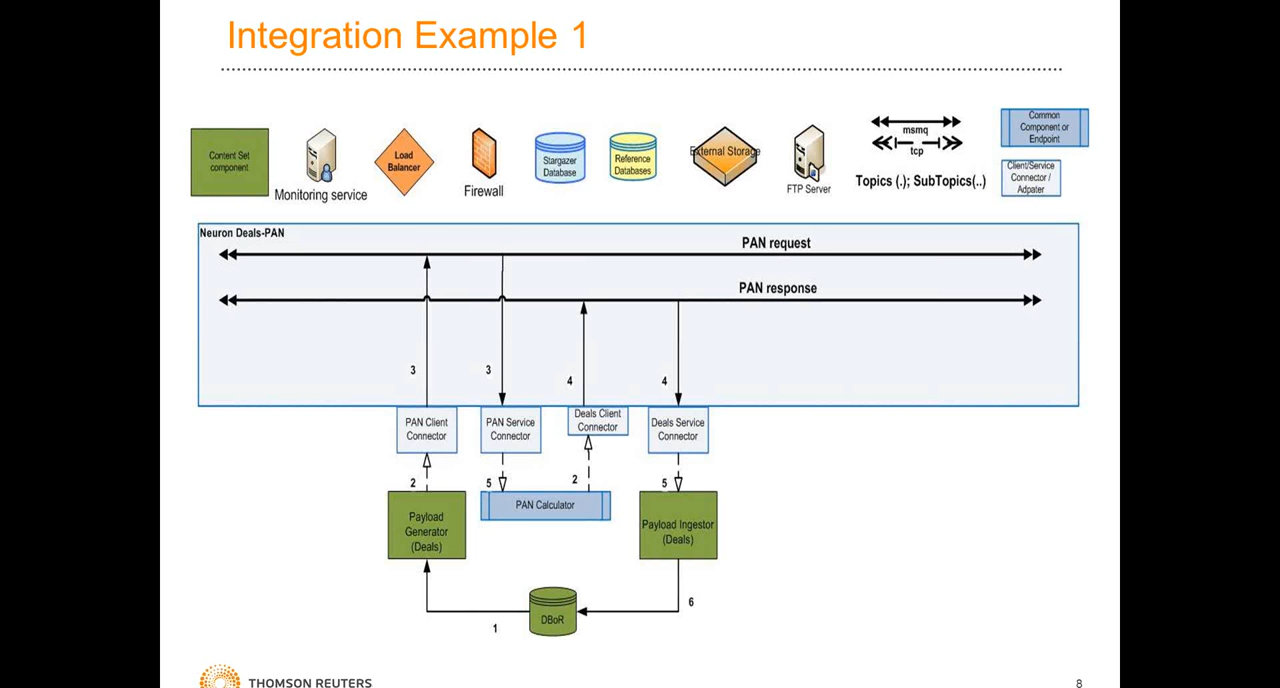 Integration Example 1
Content Set
component
Monitoring service
Load
Balancer
Firewall
Stargazer
Database
Reference
Databases
External Storage
FTP Server
msmq
tcp
Topics (.); SubTopics(..)
Common
Component or
Endpoint
Client/Service
Connector /
Adpater
Neuron Deals-PAN
PAN request
PAN response
3
3
4
4
PAN Client
Connector
PAN Service
Connector
Deals Client
Connector
Deals Service
Connector
2
5
2
5
Payload
Generator
(Deals)
PAN Calculator
Payload Ingestor
(Deals)
DBoR
1
6
THOMSON REUTERS
8